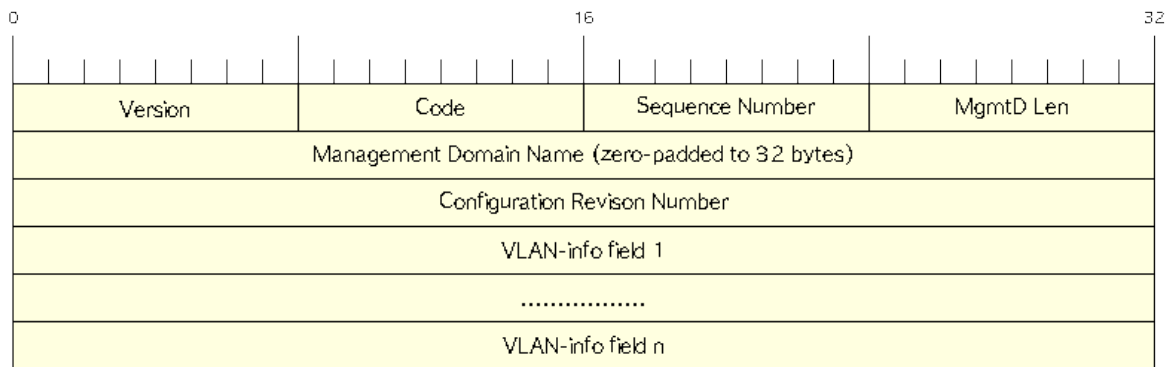 0 16 32
Version Code Sequence Number MgmtD Len
Management Domain Name (zero-padded to 32 bytes)
Configuration Revison Number
VLAN-info field 1
.................
VLAN-info field n